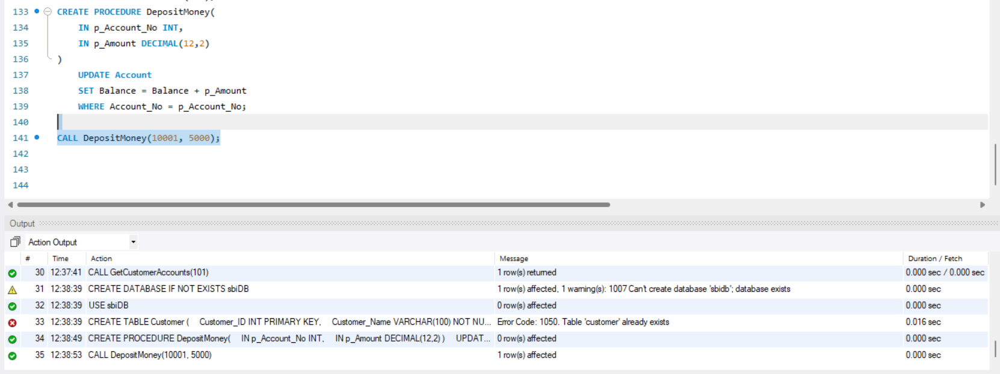 133 CREATE PROCEDURE DepositMoney(
134 IN p_Account_No INT,
135 IN p_Amount DECIMAL(12,2)
136 )
137 UPDATE Account
138 SET Balance = Balance + p_Amount
139 WHERE Account_No = p_Account_No;
140
141 CALL DepositMoney(10001, 5000);
142
143
144
Output
Action Output
# Time Action Message Duration / Fetch
30 12:37:41 CALL GetCustomerAccounts(101) 1 row(s) returned 0.000 sec / 0.000 sec
31 12:38:39 CREATE DATABASE IF NOT EXISTS sbiDB 1 row(s) affected, 1 warning(s): 1007 Can't create database 'sbidb'; database exists 0.000 sec
32 12:38:39 USE sbiDB 0 row(s) affected 0.000 sec
33 12:38:39 CREATE TABLE Customer ( Customer_ID INT PRIMARY KEY, Customer_Name VARCHAR(100) NOT NU... Error Code: 1050. Table 'customer' already exists 0.016 sec
34 12:38:49 CREATE PROCEDURE DepositMoney( IN p_Account_No INT, IN p_Amount DECIMAL(12,2) ) UPDAT... 0 row(s) affected 0.000 sec
35 12:38:53 CALL DepositMoney(10001, 5000) 1 row(s) affected 0.000 sec